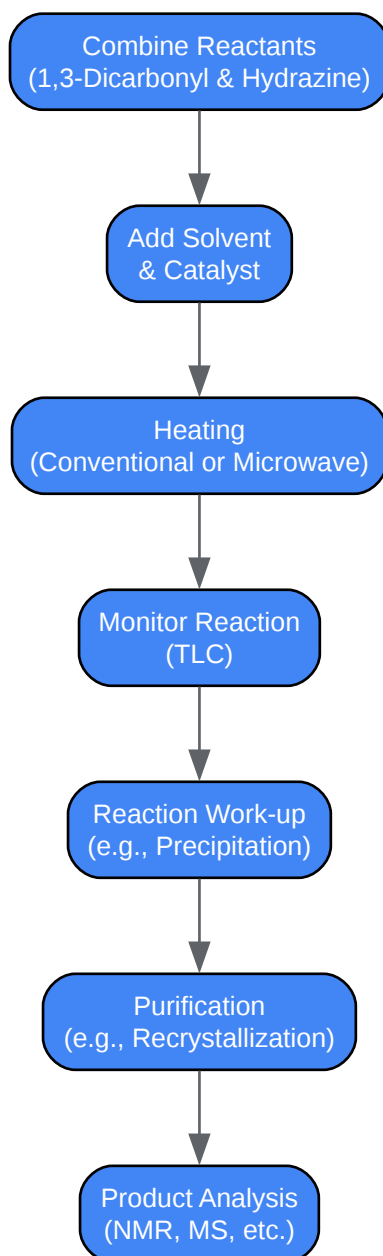 Combine Reactants
(1,3-Dicarbonyl & Hydrazine)
Add Solvent
& Catalyst
Heating
(Conventional or Microwave)
Monitor Reaction
(TLC)
Reaction Work-up
(e.g., Precipitation)
Purification
(e.g., Recrystallization)
Product Analysis
(NMR, MS, etc.)